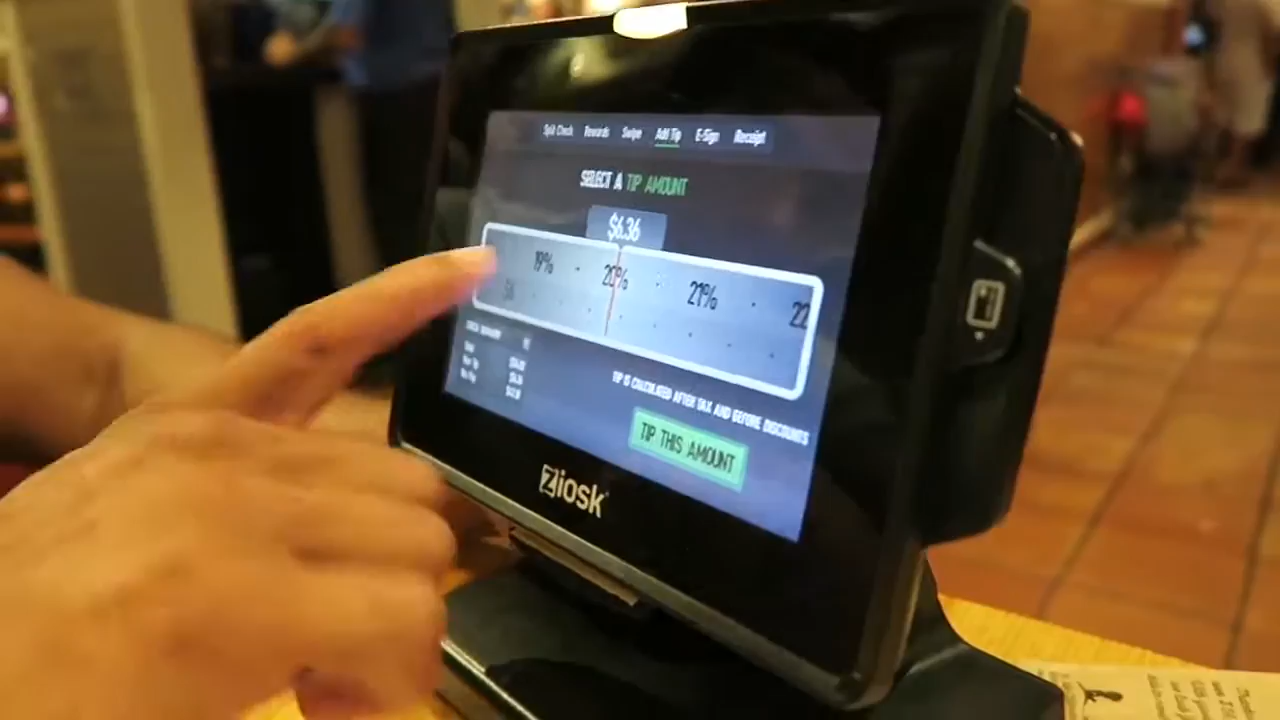 Split Check Rewards Swipe Add Tip E-Sign Receipt
SELECT A TIP AMOUNT
$6.36
19% 20% 21% 22
TIP IS CALCULATED AFTER TAX AND BEFORE DISCOUNTS
TIP THIS AMOUNT
Ziosk